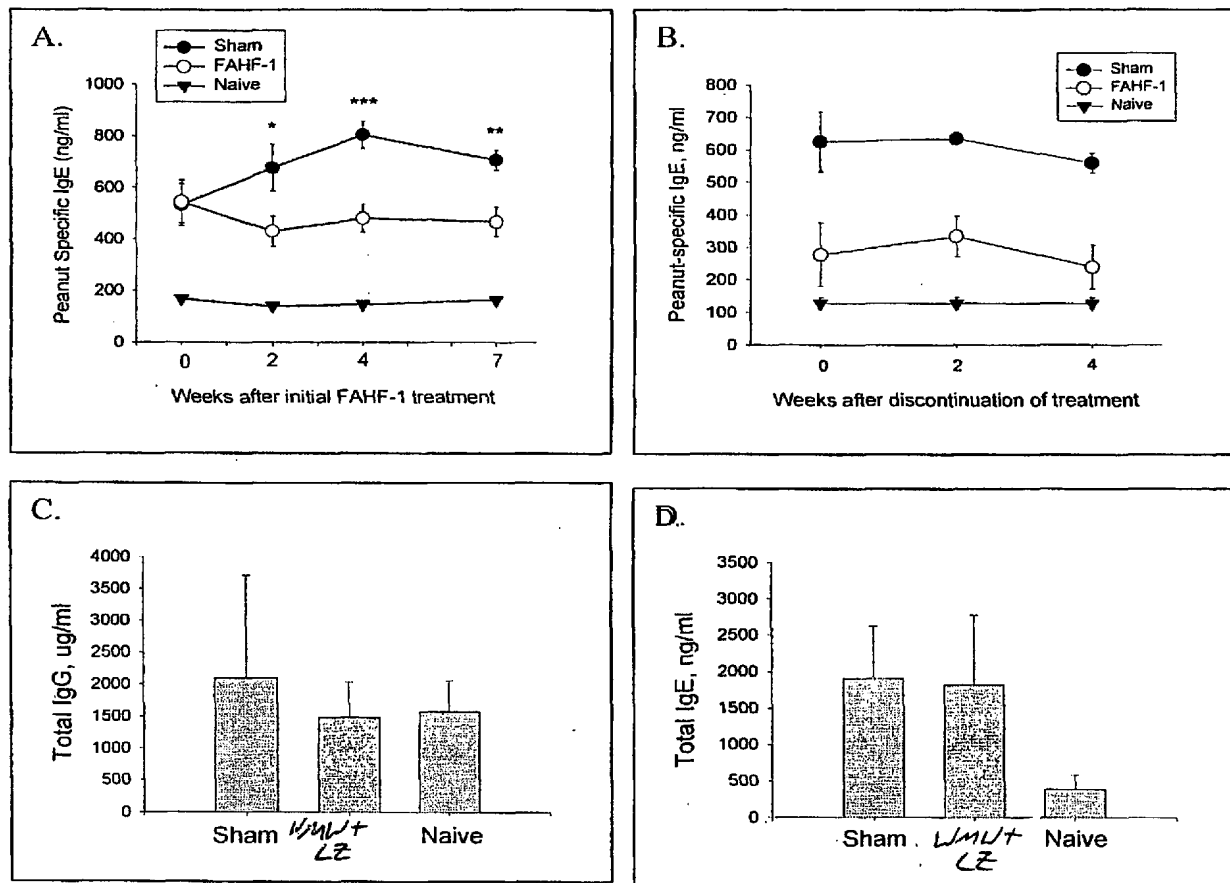 A.
Sham
FAHF-1
Naive
Peanut Specific IgE (ng/ml)
1000
800
600
400
200
0
*
***
**
0 2 4 7
Weeks after initial FAHF-1 treatment
B.
Sham
FAHF-1
Naive
Peanut-specific IgE, ng/ml
800
700
600
500
400
300
200
100
0
0 2 4
Weeks after discontinuation of treatment
C.
Total IgG, ug/ml
4000
3500
3000
2500
2000
1500
1000
500
0
Sham WMW+ Naive
LZ
D.
Total IgE, ng/ml
3500
3000
2500
2000
1500
1000
500
0
Sham WMW+ Naive
LZ